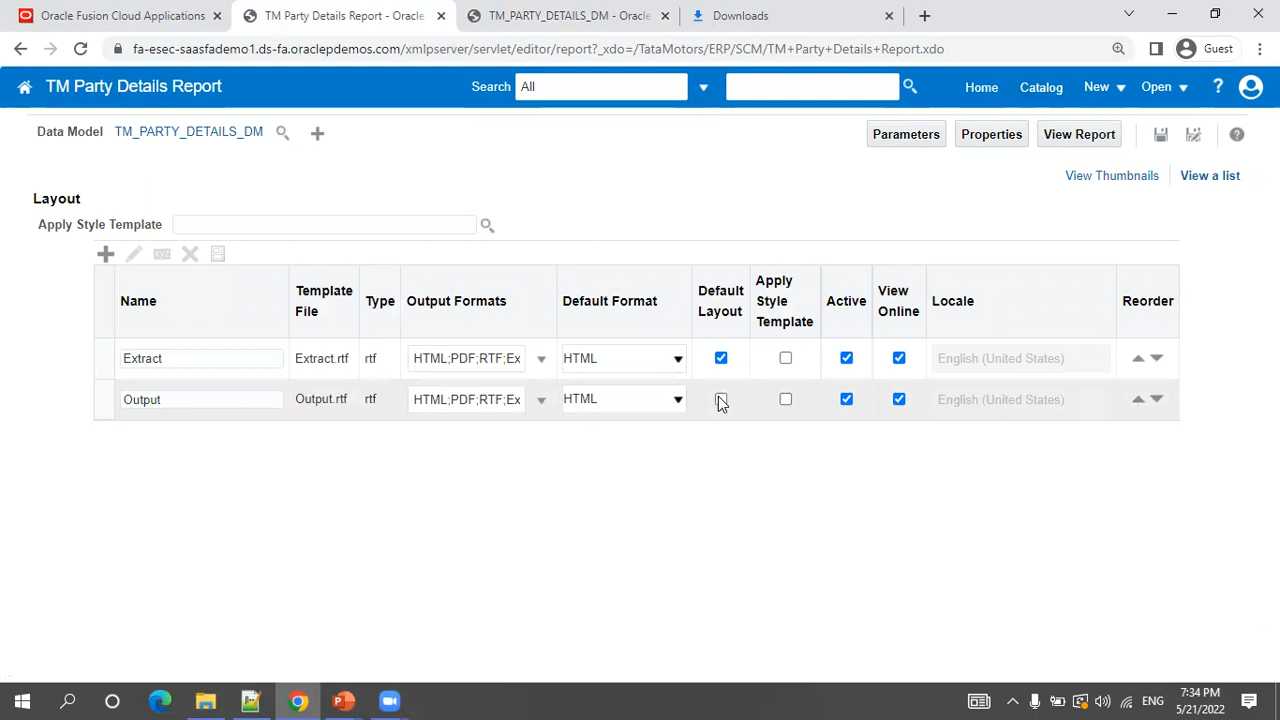 Oracle Fusion Cloud Applications
TM Party Details Report - Oracle
TM_PARTY_DETAILS_DM - Oracle
Downloads
fa-esec-saasfademo1.ds-fa.oraclepdemos.com/xmlpserver/servlet/editor/report?_xdo=/TataMotors/ERP/SCM/TM+Party+Details+Report.xdo
Guest
TM Party Details Report
Search All
Home Catalog New Open ?
Data Model TM_PARTY_DETAILS_DM
Parameters Properties View Report
View Thumbnails View a list
Layout
Apply Style Template
Name Template File Type Output Formats Default Format Default Layout Apply Style Template Active View Online Locale Reorder
Extract Extract.rtf rtf HTML;PDF;RTF;Ex HTML English (United States)
Output Output.rtf rtf HTML;PDF;RTF;Ex HTML English (United States)
ENG
7:34 PM
5/21/2022